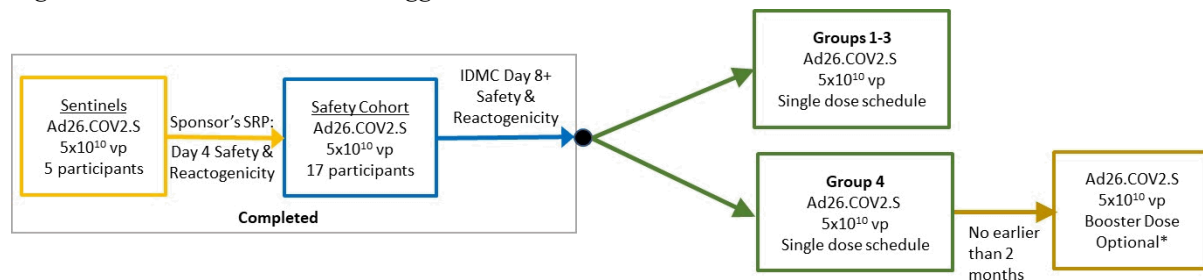 Sentinels
Ad26.COV2.S
5x10¹⁰ vp
5 participants
Sponsor's SRP:
Day 4 Safety &
Reactogenicity
Safety Cohort
Ad26.COV2.S
5x10¹⁰ vp
17 participants
IDMC Day 8+
Safety &
Reactogenicity
Completed
Groups 1-3
Ad26.COV2.S
5x10¹⁰ vp
Single dose schedule
Group 4
Ad26.COV2.S
5x10¹⁰ vp
Single dose schedule
No earlier
than 2
months
Ad26.COV2.S
5x10¹⁰ vp
Booster Dose
Optional*